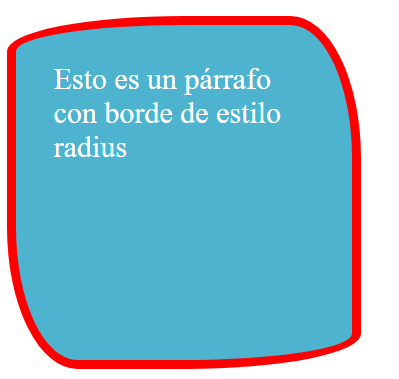 Esto es un párrafo
con borde de estilo
radius